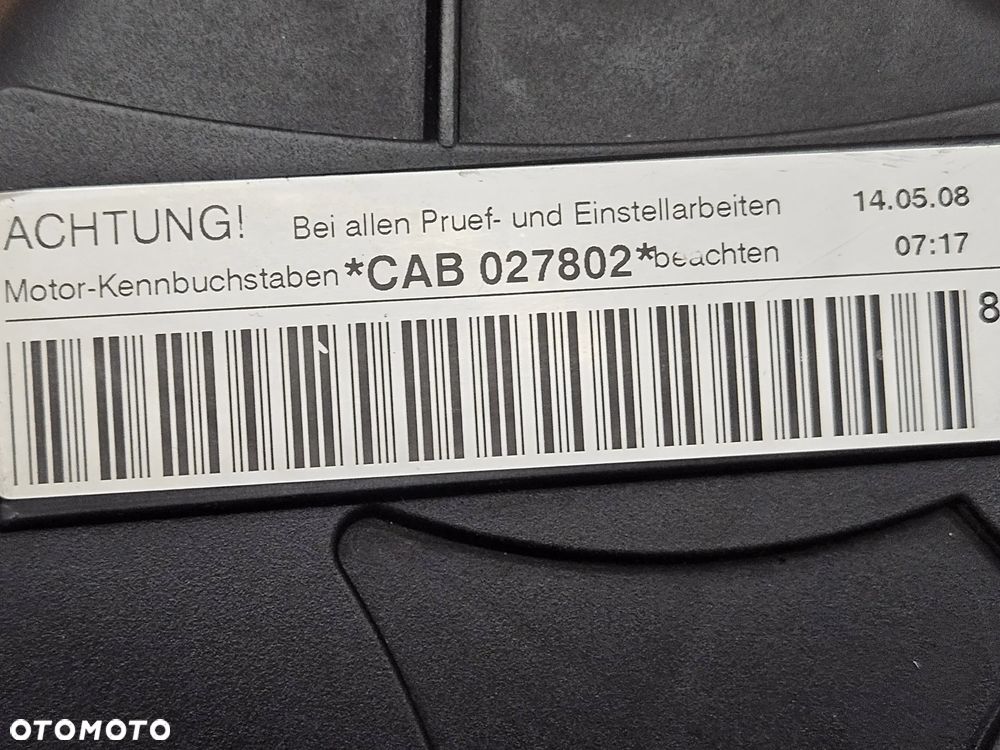 ACHTUNG! Bei allen Pruef- und Einstellarbeiten 14.05.08
Motor-Kennbuchstaben *CAB 027802* beachten 07:17
8
OTOMOTO